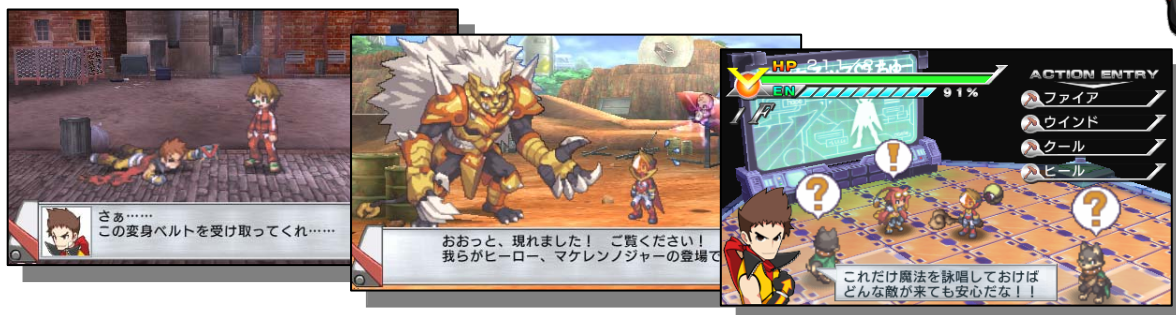 さぁ……
この変身ベルトを受け取ってくれ……
おおっと、現れました！　ご覧ください！
我らがヒーロー、マケレンノジャーの登場で
HP
EN
91%
ACTION ENTRY
ファイア
ウインド
クール
ヒール
これだけ魔法を詠唱しておけば
どんな敵が来ても安心だな！！